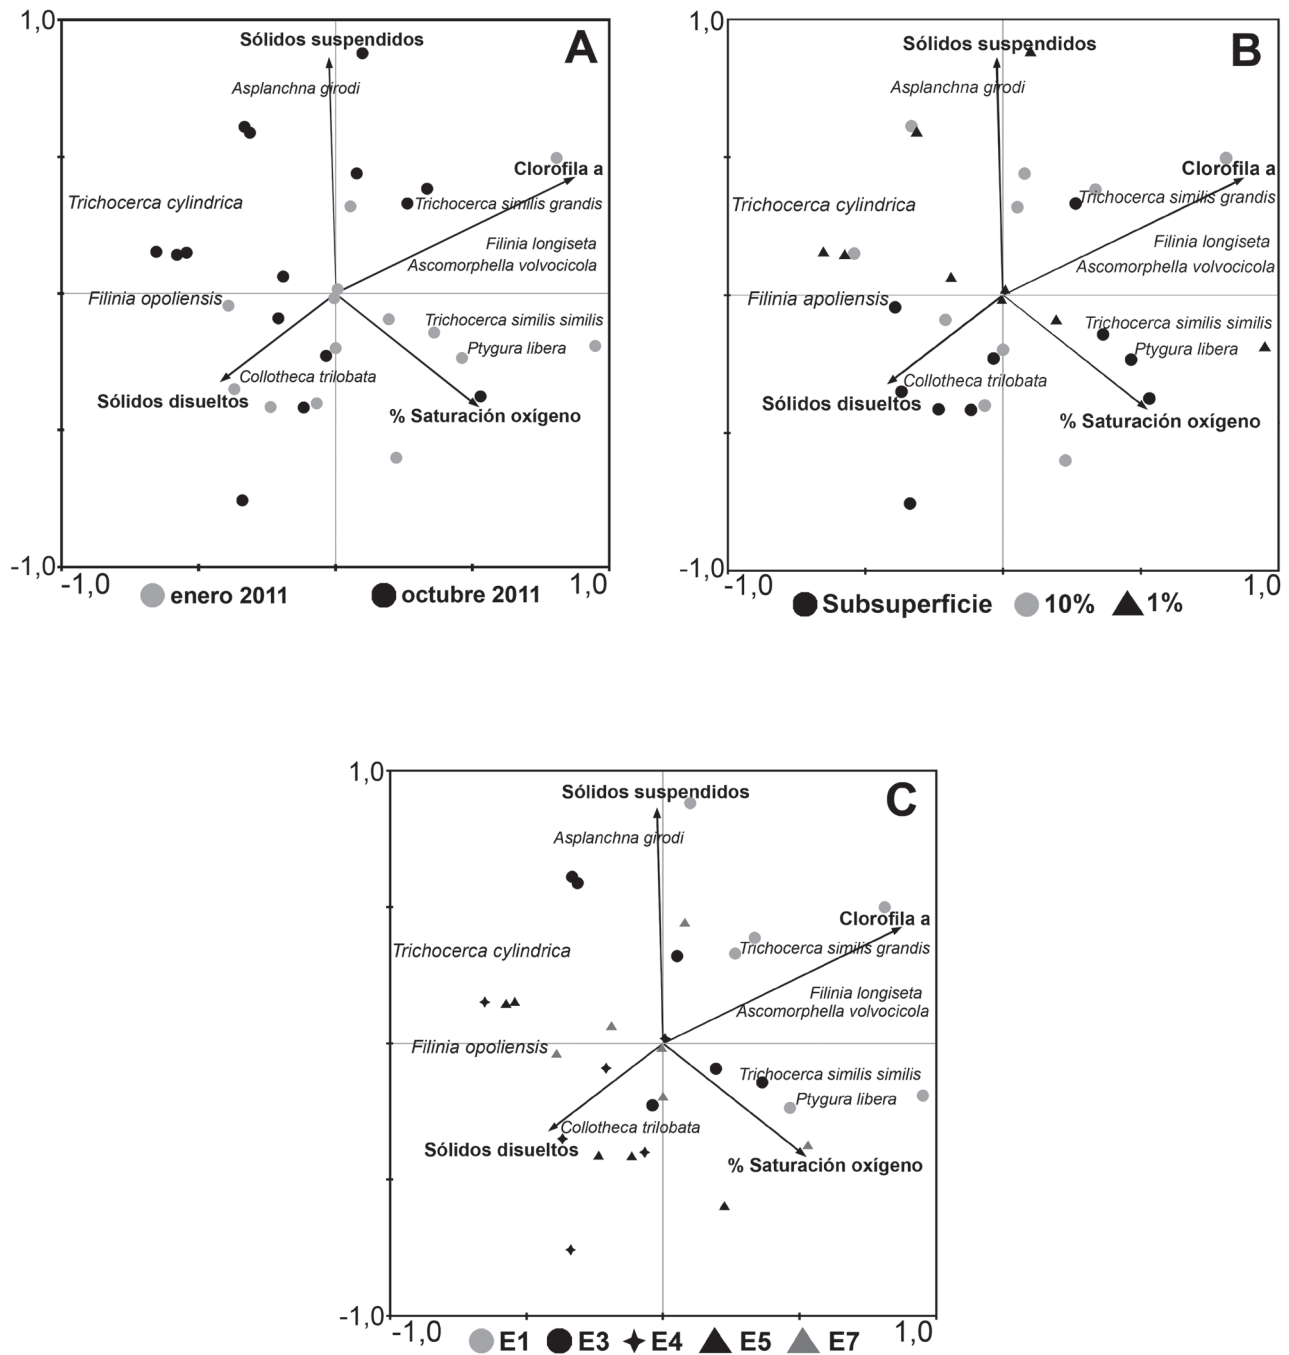 1,0
A
Sólidos suspendidos
Asplanchna girodi
Clorofila a
Trichocerca cylindrica
Trichocerca similis grandis
Filinia longiseta
Ascomorphella volvocicola
Filinia opoliensis
Trichocerca similis similis
Ptygura libera
Collotheca trilobata
Sólidos disueltos
% Saturación oxígeno
-1,0
-1,0 1,0
enero 2011 octubre 2011
1,0
B
Sólidos suspendidos
Asplanchna girodi
Clorofila a
Trichocerca cylindrica
Trichocerca similis grandis
Filinia longiseta
Ascomorphella volvocicola
Filinia apoliensis
Trichocerca similis similis
Ptygura libera
Collotheca trilobata
Sólidos disueltos
% Saturación oxígeno
-1,0
-1,0 1,0
Subsuperficie 10% 1%
1,0
C
Sólidos suspendidos
Asplanchna girodi
Clorofila a
Trichocerca cylindrica
Trichocerca similis grandis
Filinia longiseta
Ascomorphella volvocicola
Filinia opoliensis
Trichocerca similis similis
Ptygura libera
Collotheca trilobata
Sólidos disueltos
% Saturación oxígeno
-1,0
-1,0 1,0
E1 E3 E4 E5 E7